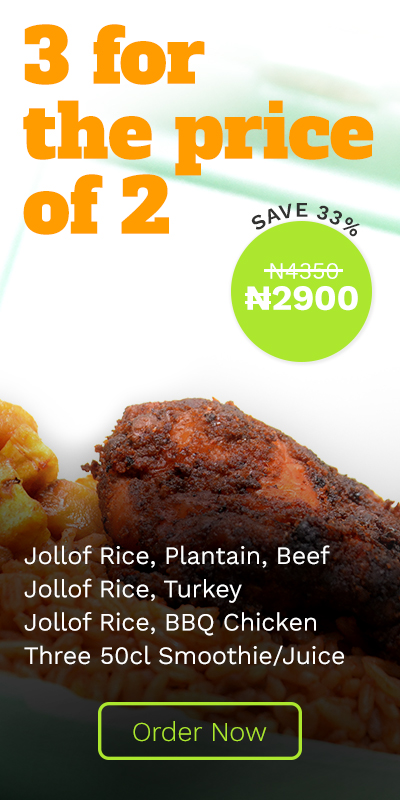 3 for
the price
of 2
SAVE 33%
₦4350
₦2900
Jollof Rice, Plantain, Beef
Jollof Rice, Turkey
Jollof Rice, BBQ Chicken
Three 50cl Smoothie/Juice
Order Now